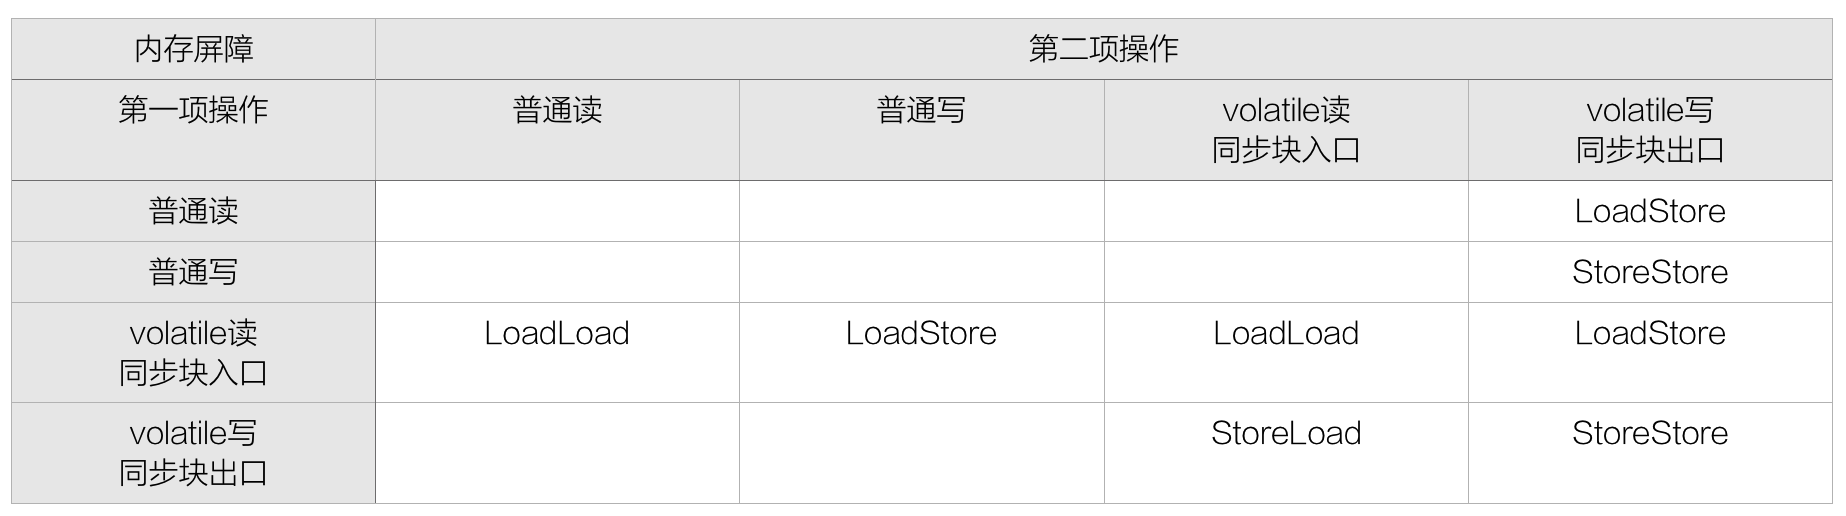 内存屏障 第二项操作
第一项操作 普通读 普通写 volatile读 volatile写
同步块入口 同步块出口
普通读 LoadStore
普通写 StoreStore
volatile读 LoadLoad LoadStore LoadLoad LoadStore
同步块入口
volatile写 StoreLoad StoreStore
同步块出口